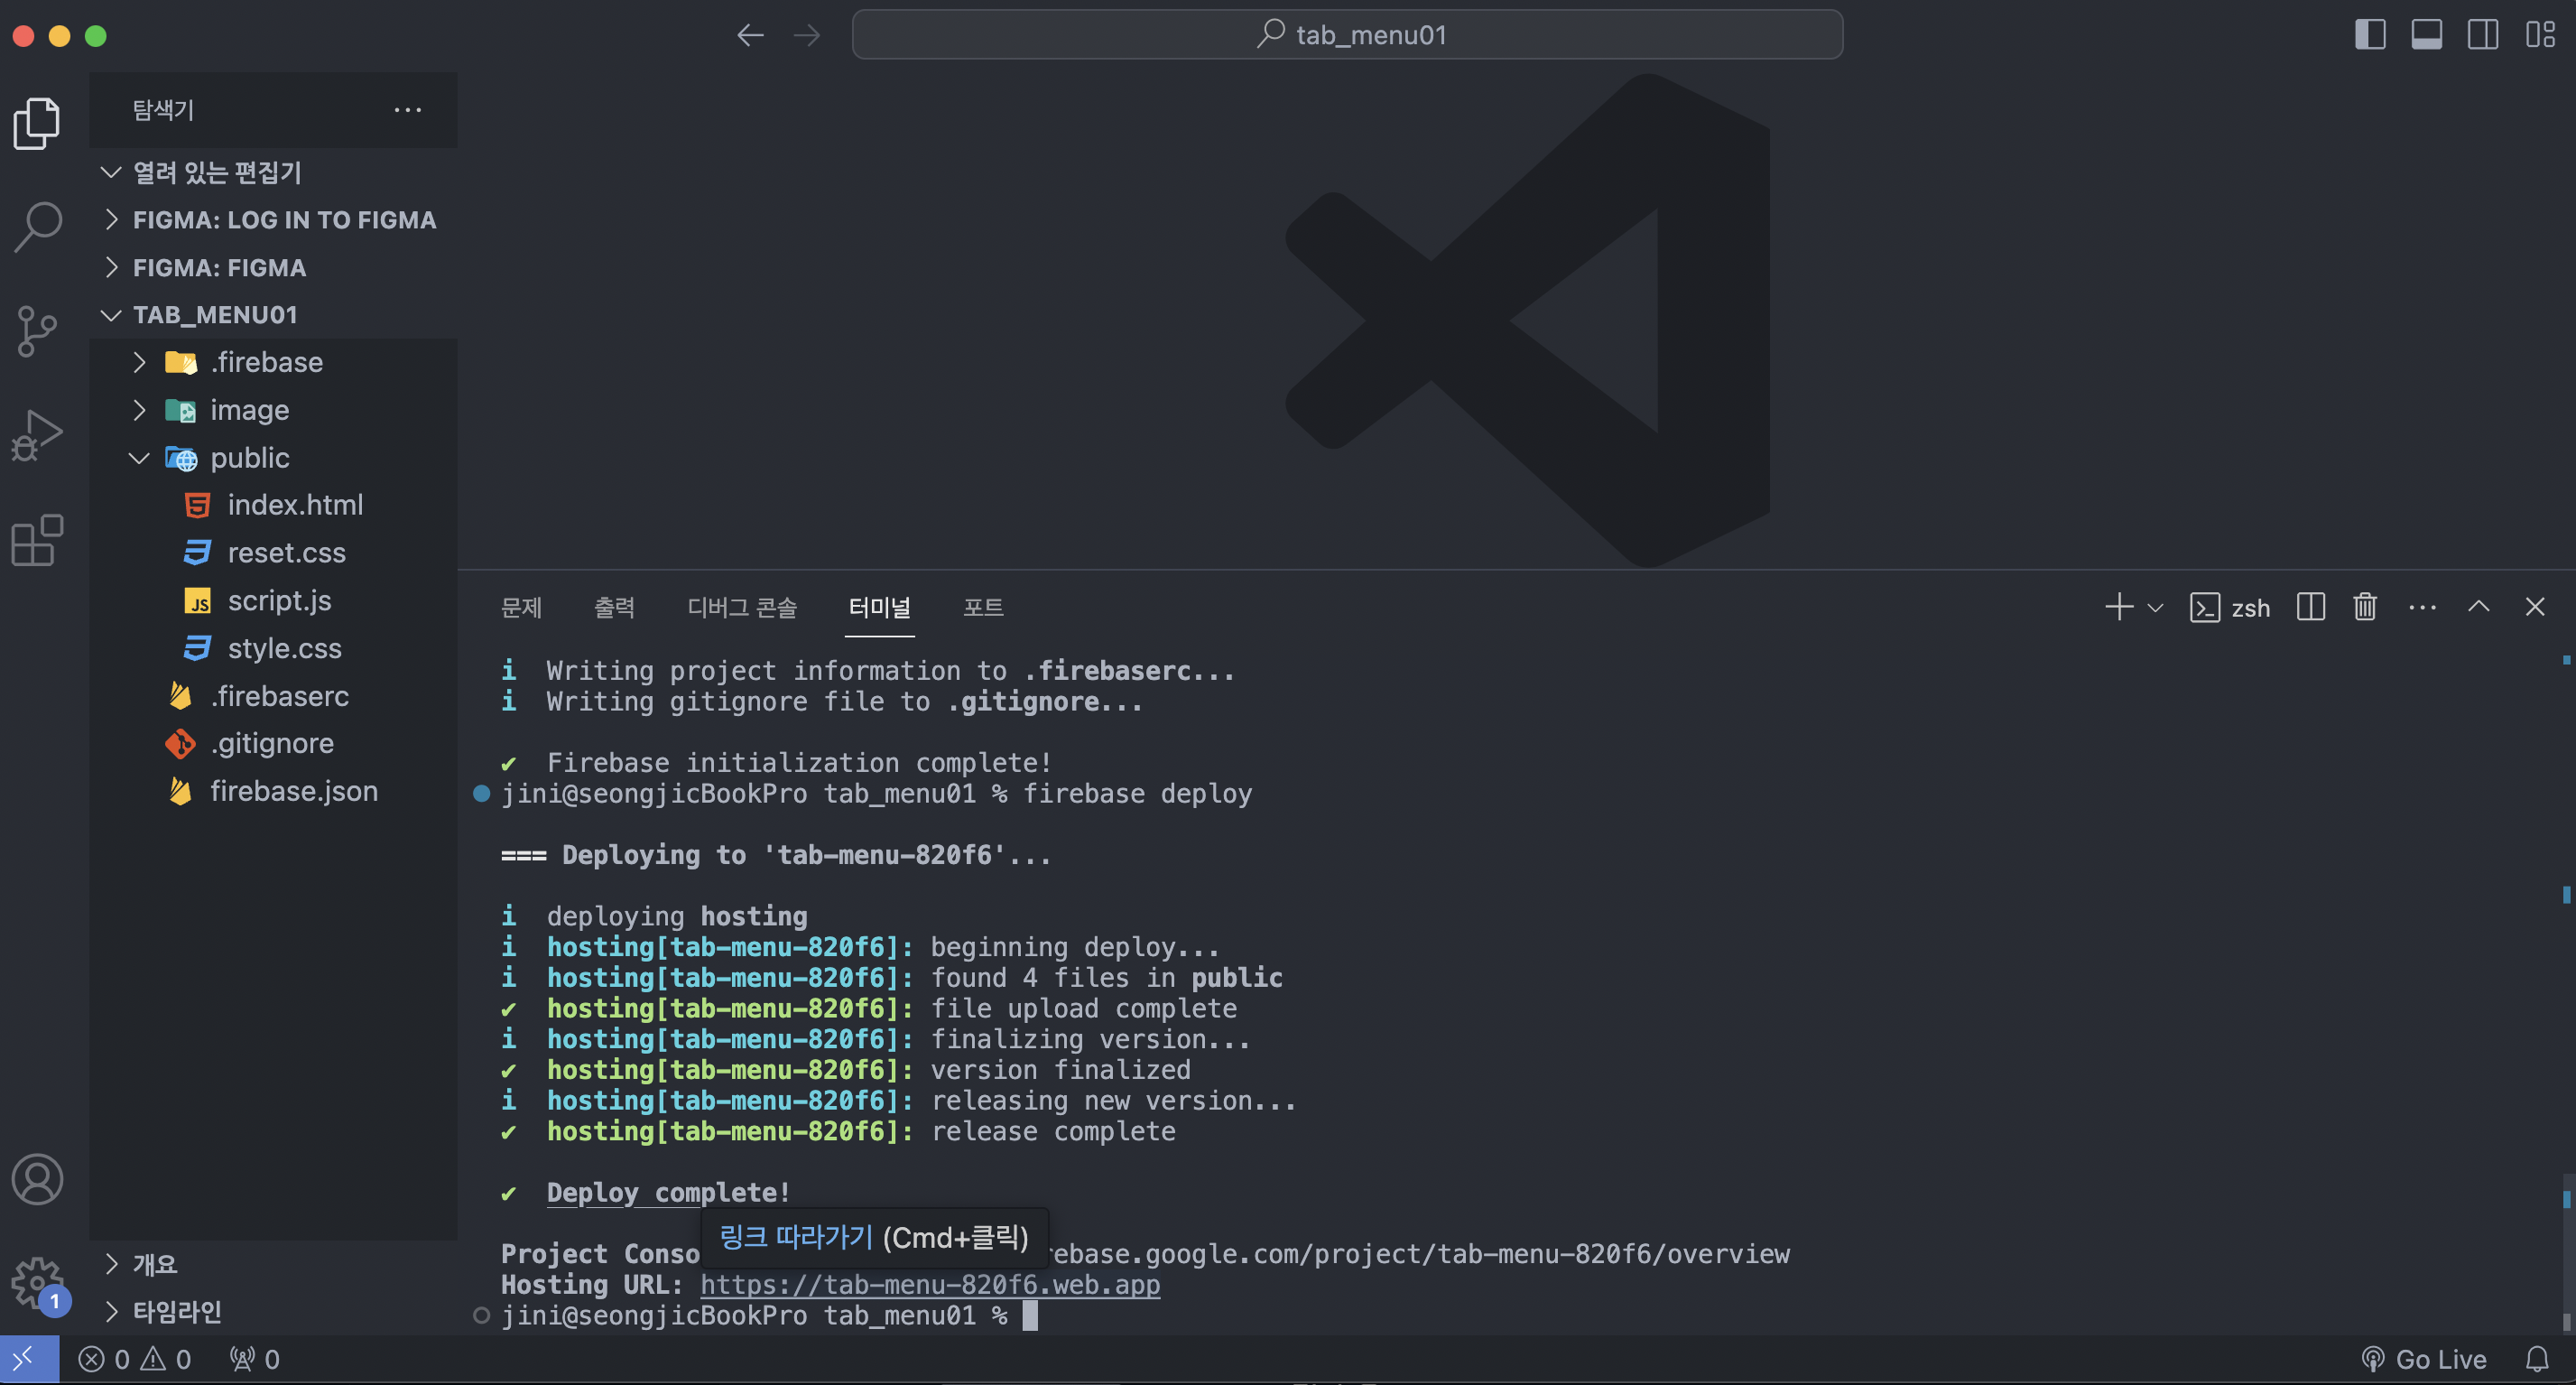 tab_menu01
탐색기
열려 있는 편집기
FIGMA: LOG IN TO FIGMA
FIGMA: FIGMA
TAB_MENU01
.firebase
image
public
index.html
reset.css
JS script.js
style.css
.firebaserc
.gitignore
firebase.json
개요
타임라인
1
문제 출력 디버그 콘솔 터미널 포트
zsh
i Writing project information to .firebaserc...
i Writing gitignore file to .gitignore...
✔ Firebase initialization complete!
jini@seongjicBookPro tab_menu01 % firebase deploy
=== Deploying to 'tab-menu-820f6'...
i deploying hosting
i hosting[tab-menu-820f6]: beginning deploy...
i hosting[tab-menu-820f6]: found 4 files in public
✔ hosting[tab-menu-820f6]: file upload complete
i hosting[tab-menu-820f6]: finalizing version...
✔ hosting[tab-menu-820f6]: version finalized
i hosting[tab-menu-820f6]: releasing new version...
✔ hosting[tab-menu-820f6]: release complete
✔ Deploy complete!
링크 따라가기 (Cmd+클릭)
Project Conso rebase.google.com/project/tab-menu-820f6/overview
Hosting URL: https://tab-menu-820f6.web.app
jini@seongjicBookPro tab_menu01 %
0 0 0
Go Live